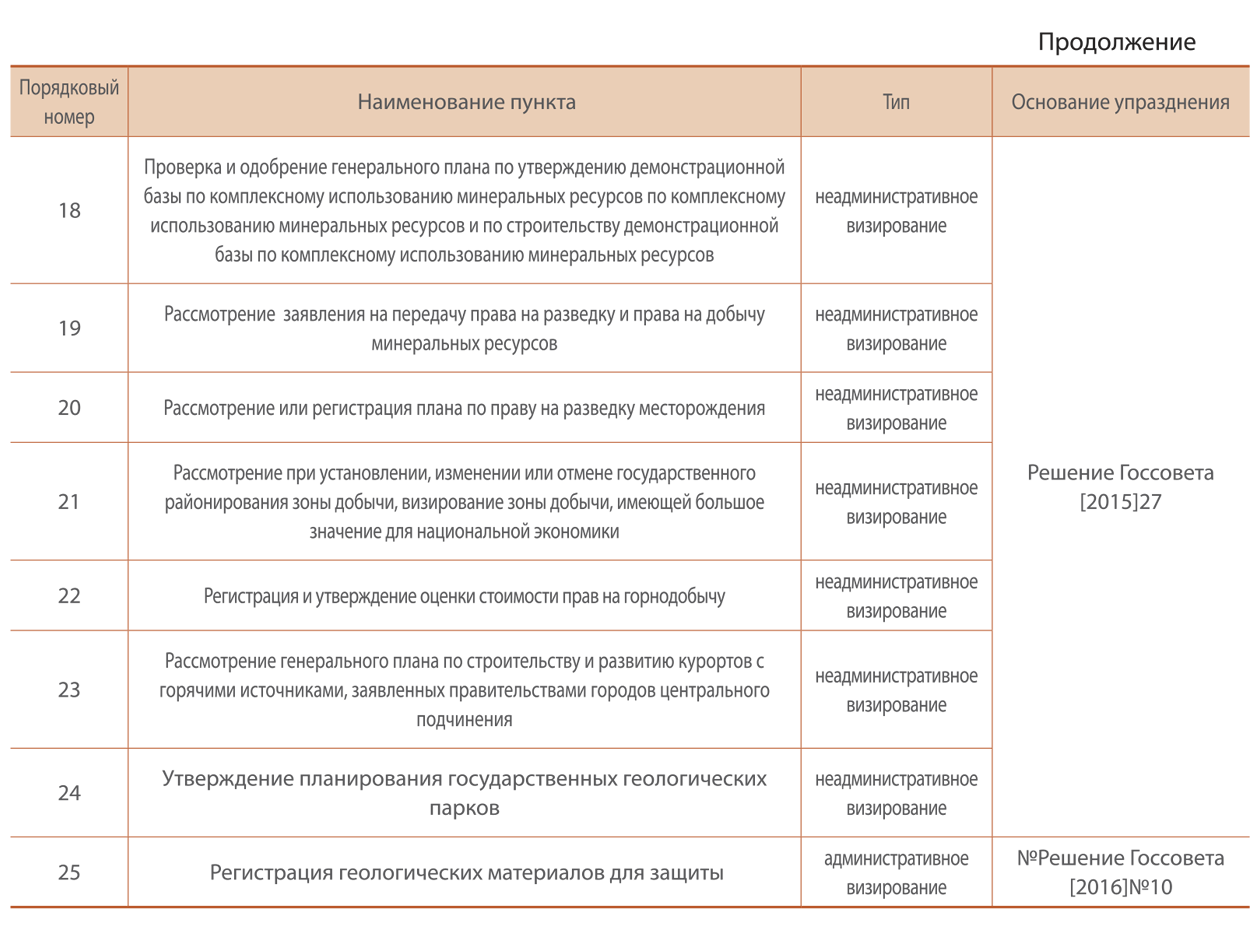 Продолжение
Порядковый
номер
Наименование пункта
Тип
Основание упразднения
18
Проверка и одобрение генерального плана по утверждению демонстрационной
базы по комплексному использованию минеральных ресурсов по комплексному
использованию минеральных ресурсов и по строительству демонстрационной
базы по комплексному использованию минеральных ресурсов
неадминистративное
визирование
19
Рассмотрение заявления на передачу права на разведку и права на добычу
минеральных ресурсов
неадминистративное
визирование
20
Рассмотрение или регистрация плана по праву на разведку месторождения
неадминистративное
визирование
21
Рассмотрение при установлении, изменении или отмене государственного
районирования зоны добычи, визирование зоны добычи, имеющей большое
значение для национальной экономики
неадминистративное
визирование
Решение Госсовета
[2015]27
22
Регистрация и утверждение оценки стоимости прав на горнодобычу
неадминистративное
визирование
23
Рассмотрение генерального плана по строительству и развитию курортов с
горячими источниками, заявленных правительствами городов центрального
подчинения
неадминистративное
визирование
24
Утверждение планирования государственных геологических
парков
неадминистративное
визирование
25
Регистрация геологических материалов для защиты
административное
визирование
№Решение Госсовета
[2016]№10